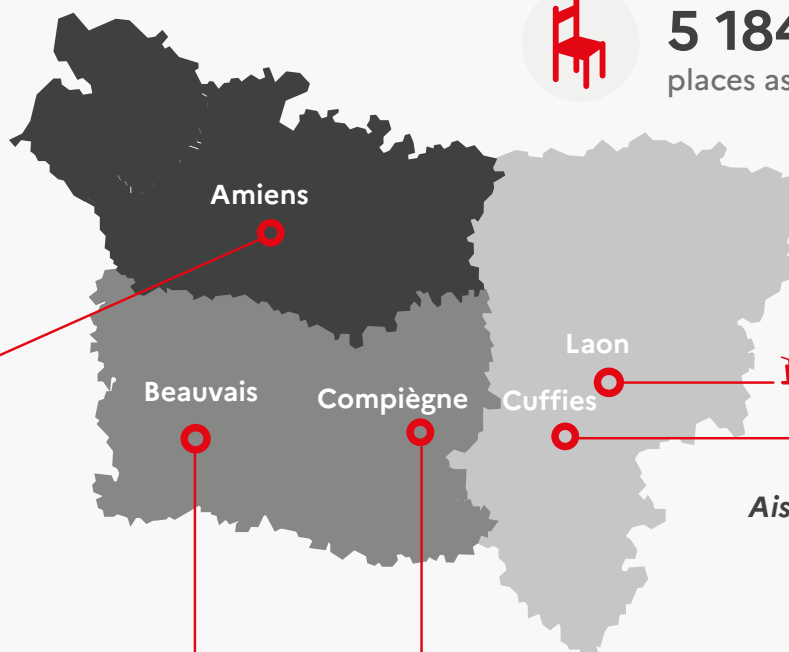 5 184
places as
Amiens
Laon
Beauvais
Compiègne
Cuffies
Ais